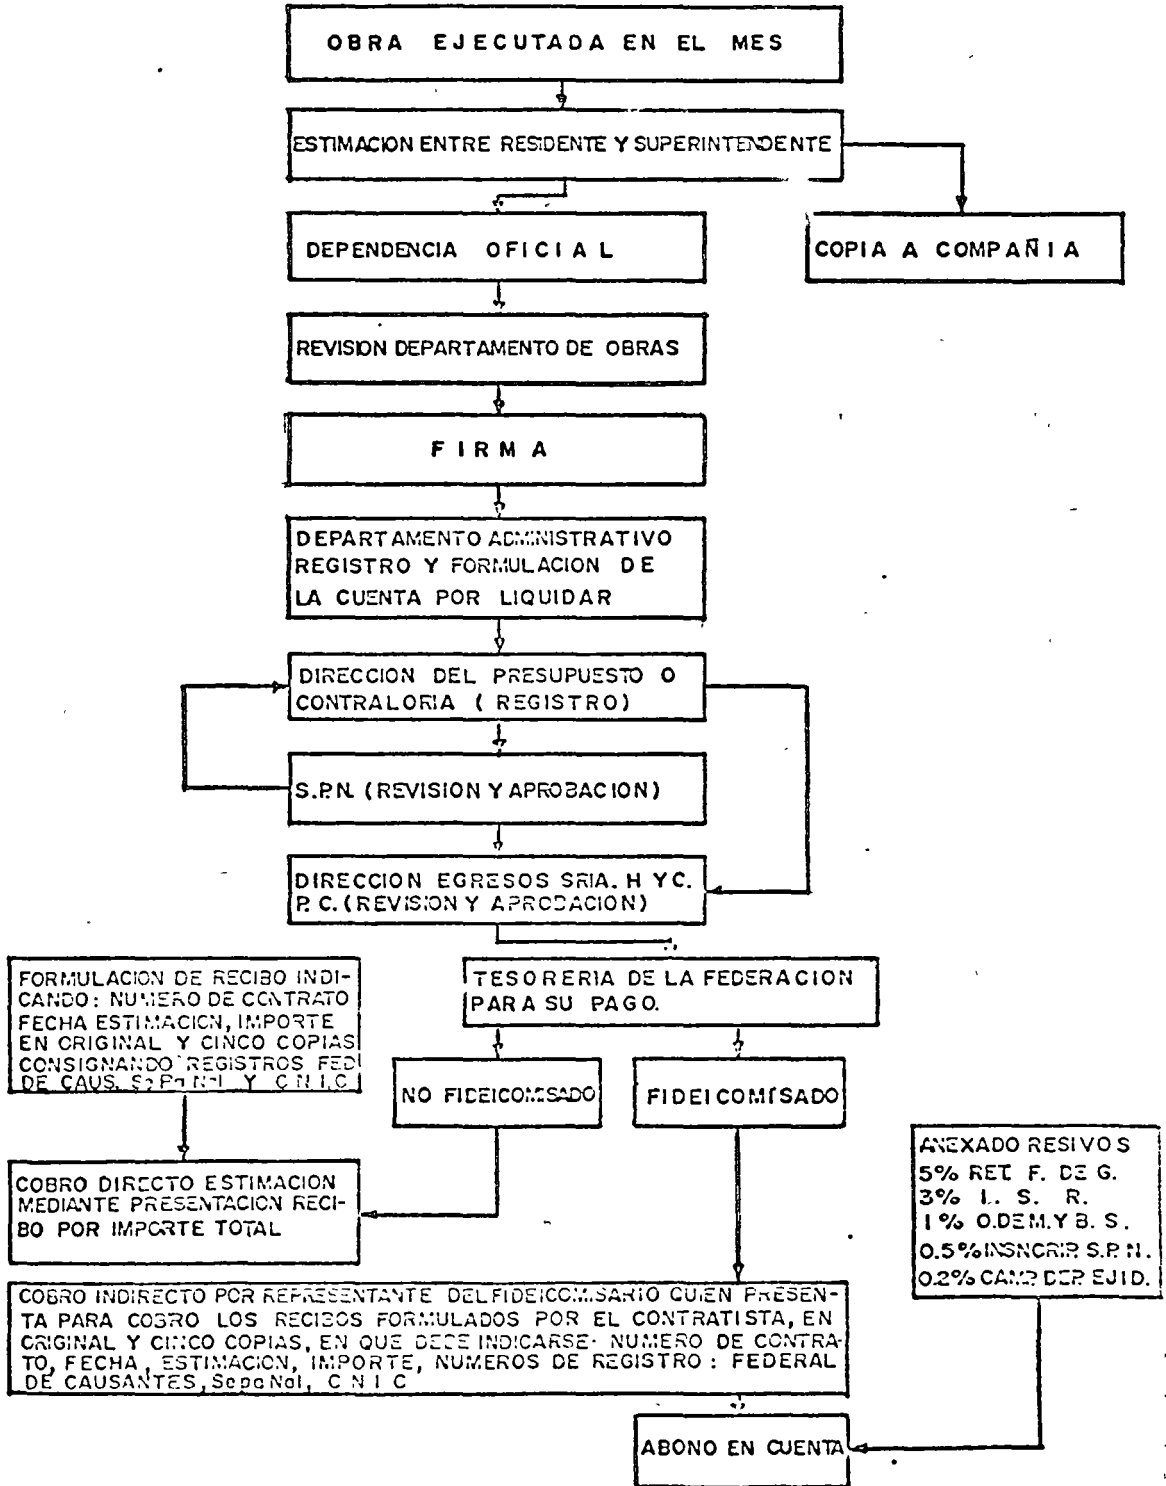 OBRA EJECUTADA EN EL MES
ESTIMACION ENTRE RESIDENTE Y SUPERINTENDENTE
DEPENDENCIA OFICIAL
COPIA A COMPAÑIA
REVISION DEPARTAMENTO DE OBRAS
FIRMA
DEPARTAMENTO ADMINISTRATIVO
REGISTRO Y FORMULACION DE
LA CUENTA POR LIQUIDAR
DIRECCION DEL PRESUPUESTO O
CONTRALORIA ( REGISTRO)
S.P.N. (REVISION Y APROBACION)
DIRECCION EGRESOS SRIA. H Y C.
P. C. (REVISION Y APROBACION)
FORMULACION DE RECIBO INDI-
CANDO: NUMERO DE CONTRATO
FECHA ESTIMACION, IMPORTE
EN ORIGINAL Y CINCO COPIAS
CONSIGNANDO REGISTROS FED
DE CAUS. SePaNal Y C N I C
TESORERIA DE LA FEDERACION
PARA SU PAGO.
NO FIDEICOMISADO
FIDEICOMISADO
COBRO DIRECTO ESTIMACION
MEDIANTE PRESENTACION RECI-
BO POR IMPORTE TOTAL
ANEXADO RESIVOS
5% RET. F. DE G.
3% I. S. R.
1% O. DE M. Y B. S.
0.5% INSNCRIP. S.P.N.
0.2% CAMP. DEP. EJID.
COBRO INDIRECTO POR REPRESENTANTE DEL FIDEICOMISARIO QUIEN PRESEN-
TA PARA COBRO LOS RECIBOS FORMULADOS POR EL CONTRATISTA, EN
ORIGINAL Y CINCO COPIAS, EN QUE DEBE INDICARSE: NUMERO DE CONTRA-
TO, FECHA, ESTIMACION, IMPORTE, NUMEROS DE REGISTRO: FEDERAL
DE CAUSANTES, SepaNal, C N I C
ABONO EN CUENTA